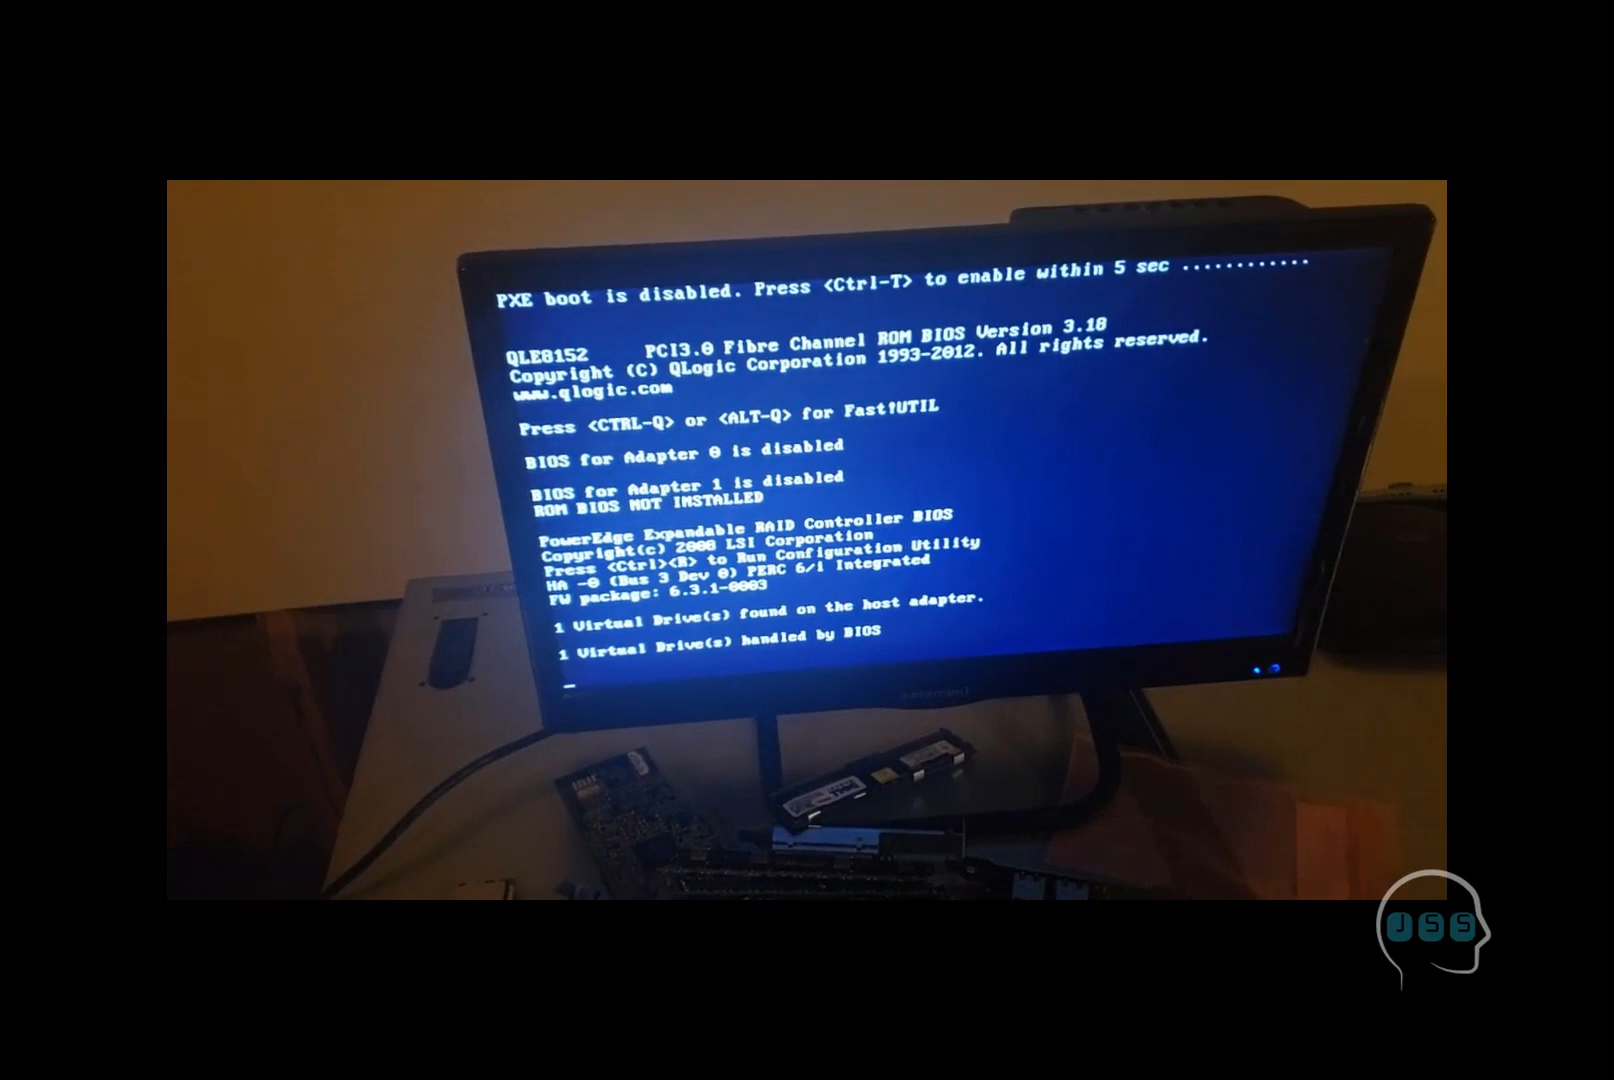 PXE boot is disabled. Press <Ctrl-T> to enable within 5 sec ............
QLE8152 PCI3.0 Fibre Channel ROM BIOS Version 3.18
Copyright (C) QLogic Corporation 1993-2012. All rights reserved.
www.qlogic.com
Press <CTRL-Q> or <ALT-Q> for Fast!UTIL
BIOS for Adapter 0 is disabled
BIOS for Adapter 1 is disabled
ROM BIOS NOT INSTALLED
PowerEdge Expandable RAID Controller BIOS
Copyright(c) 2008 LSI Corporation
Press <Ctrl><R> to Run Configuration Utility
HA -0 (Bus 3 Dev 0) PERC 6/i Integrated
FW package: 6.3.1-0003
1 Virtual Drive(s) found on the host adapter.
1 Virtual Drive(s) handled by BIOS
JSS